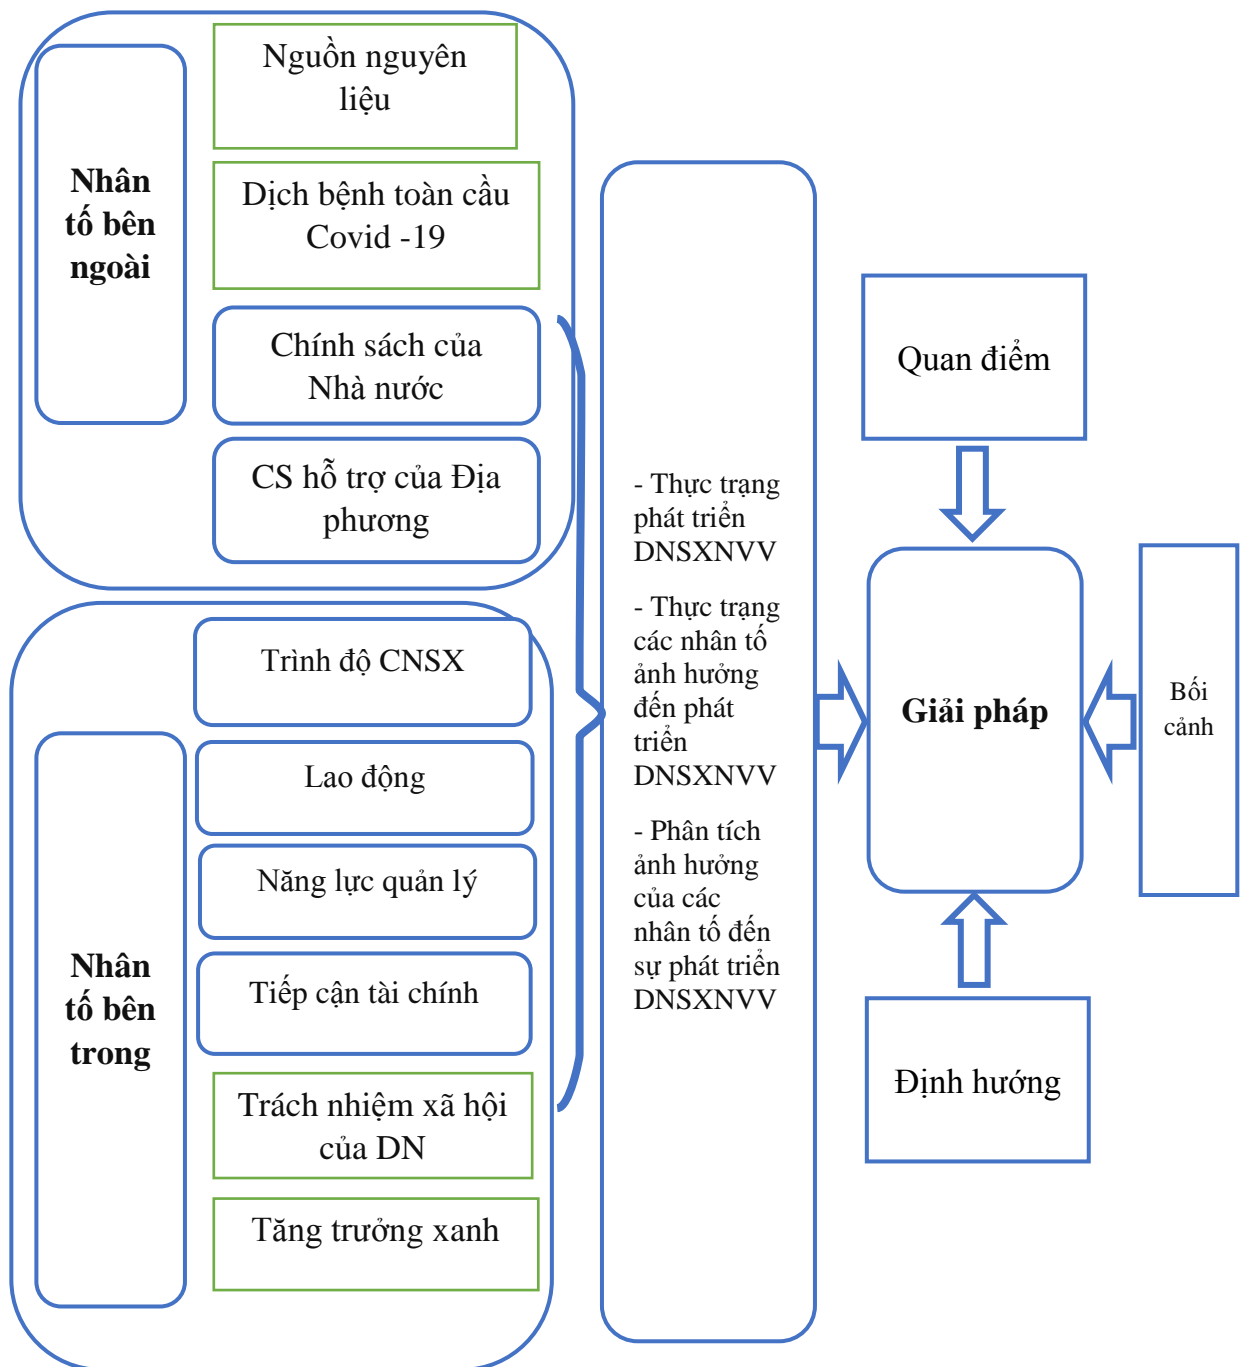 Nhân
tố bên
ngoài
Nguồn nguyên
liệu
Dịch bệnh toàn cầu
Covid -19
Chính sách của
Nhà nước
CS hỗ trợ của Địa
phương
Nhân
tố bên
trong
Trình độ CNSX
Lao động
Năng lực quản lý
Tiếp cận tài chính
Trách nhiệm xã hội
của DN
Tăng trưởng xanh
- Thực trạng
phát triển
DNSXNVV
- Thực trạng
các nhân tố
ảnh hưởng
đến phát
triển
DNSXNVV
- Phân tích
ảnh hưởng
của các
nhân tố đến
sự phát triển
DNSXNVV
Quan điểm
Giải pháp
Bối
cảnh
Định hướng